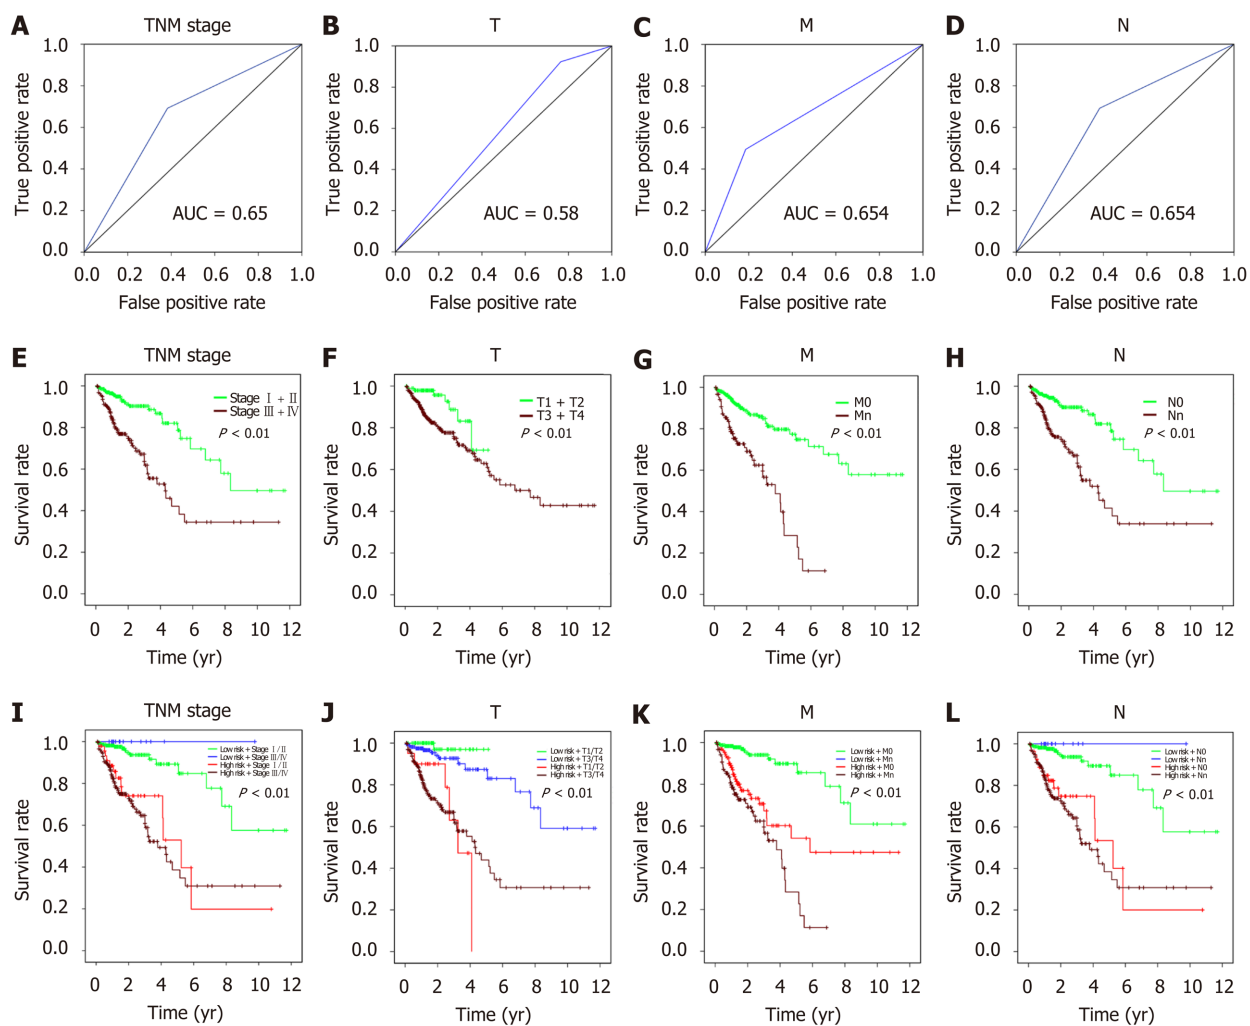 A TNM stage
True positive rate
1.0
0.8
0.6
0.4
0.2
0.0
AUC = 0.65
0.0 0.2 0.4 0.6 0.8 1.0
False positive rate
B T
True positive rate
1.0
0.8
0.6
0.4
0.2
0.0
AUC = 0.58
0.0 0.2 0.4 0.6 0.8 1.0
False positive rate
C M
True positive rate
1.0
0.8
0.6
0.4
0.2
0.0
AUC = 0.654
0.0 0.2 0.4 0.6 0.8 1.0
False positive rate
D N
True positive rate
1.0
0.8
0.6
0.4
0.2
0.0
AUC = 0.654
0.0 0.2 0.4 0.6 0.8 1.0
False positive rate
E TNM stage
Survival rate
1.0
0.8
0.6
0.4
0.2
0.0
Stage I + II
Stage III + IV
P < 0.01
0 2 4 6 8 10 12
Time (yr)
F T
Survival rate
1.0
0.8
0.6
0.4
0.2
0.0
T1 + T2
T3 + T4
P < 0.01
0 2 4 6 8 10 12
Time (yr)
G M
Survival rate
1.0
0.8
0.6
0.4
0.2
0.0
M0
Mn
P < 0.01
0 2 4 6 8 10 12
Time (yr)
H N
Survival rate
1.0
0.8
0.6
0.4
0.2
0.0
N0
Nn
P < 0.01
0 2 4 6 8 10 12
Time (yr)
I TNM stage
Survival rate
1.0
0.8
0.6
0.4
0.2
0.0
Low risk + Stage I/II
Low risk + Stage III/IV
High risk + Stage I/II
High risk + Stage III/IV
P < 0.01
0 2 4 6 8 10 12
Time (yr)
J T
Survival rate
1.0
0.8
0.6
0.4
0.2
0.0
Low risk + T1/T2
Low risk + T3/T4
High risk + T1/T2
High risk + T3/T4
P < 0.01
0 2 4 6 8 10 12
Time (yr)
K M
Survival rate
1.0
0.8
0.6
0.4
0.2
0.0
Low risk + M0
Low risk + Mn
High risk + M0
High risk + Mn
P < 0.01
0 2 4 6 8 10 12
Time (yr)
L N
Survival rate
1.0
0.8
0.6
0.4
0.2
0.0
Low risk + N0
Low risk + Nn
High risk + N0
High risk + Nn
P < 0.01
0 2 4 6 8 10 12
Time (yr)